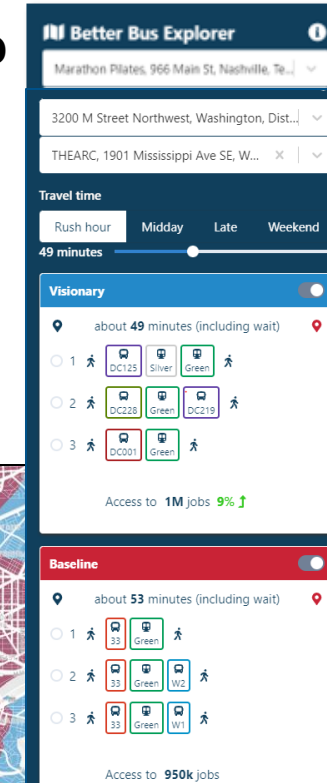 Better Bus Explorer
Marathon Pilates, 966 Main St, Nashville, Te...
3200 M Street Northwest, Washington, Dist...
THEARC, 1901 Mississippi Ave SE, W...
Travel time
Rush hour Midday Late Weekend
49 minutes
Visionary
about 49 minutes (including wait)
1 DC125 Silver Green
2 DC228 Green DC219
3 DC001 Green
Access to 1M jobs 9%
Baseline
about 53 minutes (including wait)
1 33 Green
2 33 Green W2
3 33 Green W1
Access to 950k jobs